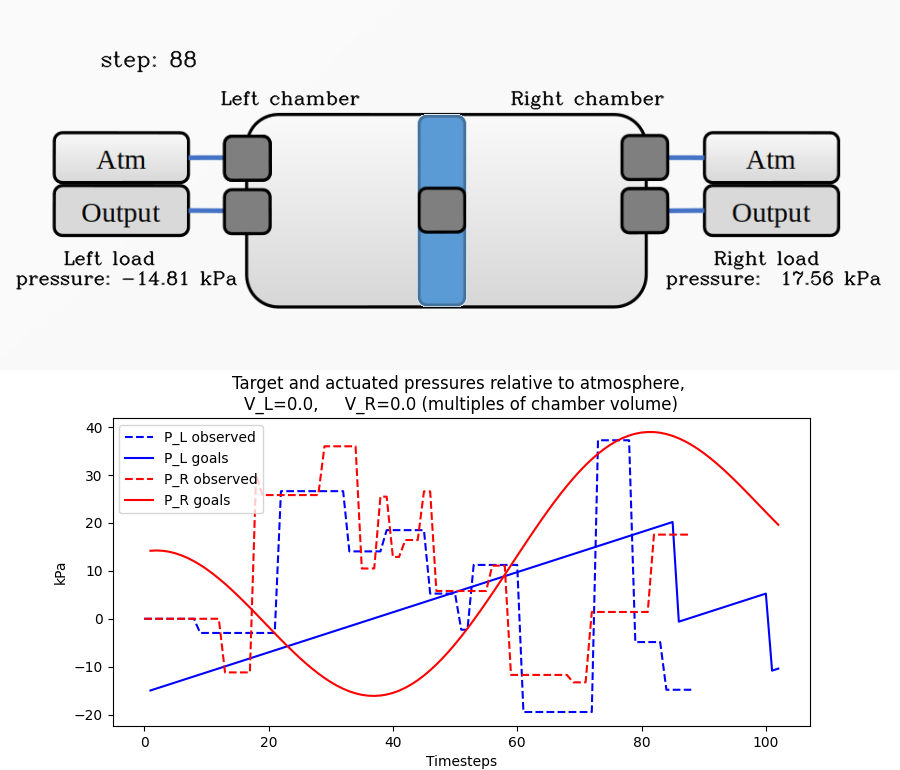 step: 88
Left chamber
Right chamber
Atm
Atm
Output
Output
Left load
pressure: −14.81 kPa
Right load
pressure: 17.56 kPa
Target and actuated pressures relative to atmosphere,
V_L=0.0, V_R=0.0 (multiples of chamber volume)
P_L observed
P_L goals
P_R observed
P_R goals
kPa
40
30
20
10
0
−10
−20
0
20
40
60
80
100
Timesteps